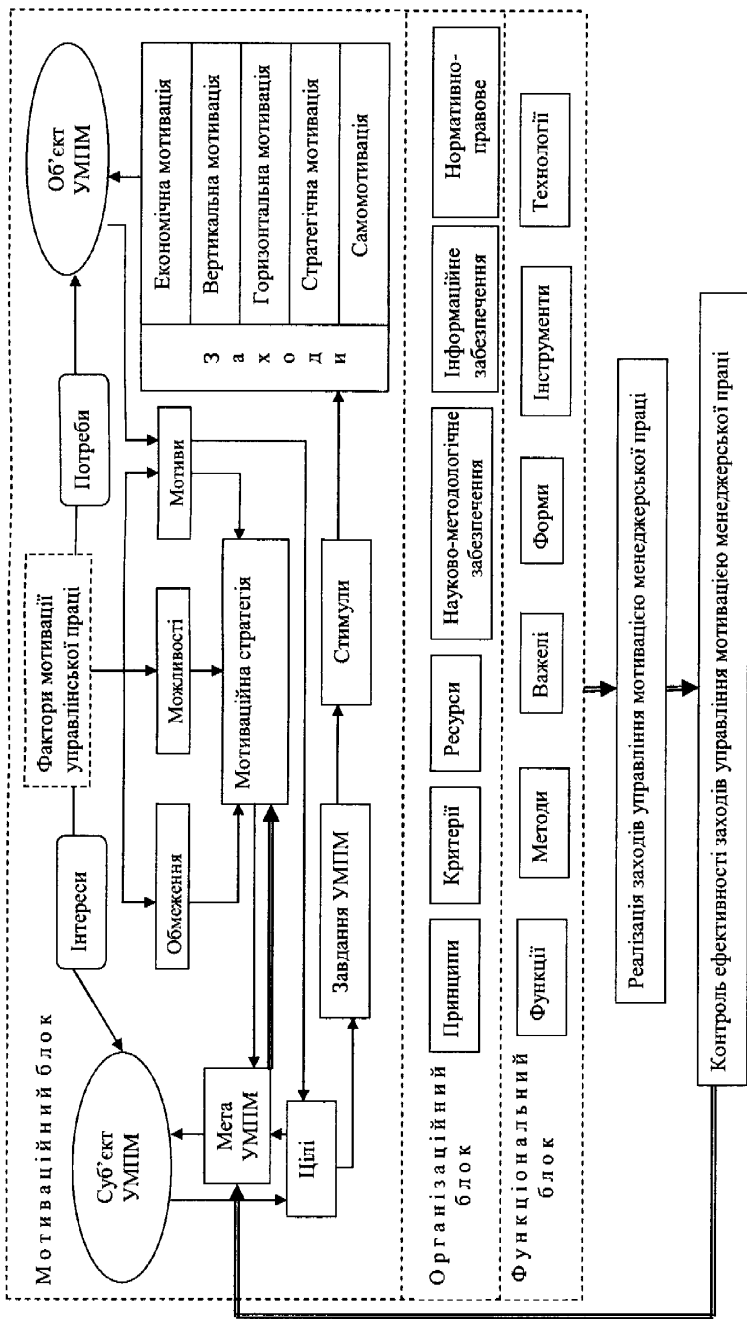 Мотиваційний блок
Фактори мотивації
управлінської праці
Інтереси
Потреби
Суб’єкт
УМПМ
Об’єкт
УМПМ
Обмеження
Можливості
Мотиви
Мета
УМПМ
Мотиваційна стратегія
Цілі
Завдання УМПМ
Стимули
Заходи
Економічна мотивація
Вертикальна мотивація
Горизонтальна мотивація
Стратегічна мотивація
Самомотивація
Організаційний
блок
Принципи
Критерії
Ресурси
Науково-методологічне
забезпечення
Інформаційне
забезпечення
Нормативно-
правове
Функціональний
блок
Функції
Методи
Важелі
Форми
Інструменти
Технології
Реалізація заходів управління мотивацією менеджерської праці
Контроль ефективності заходів управління мотивацією менеджерської праці